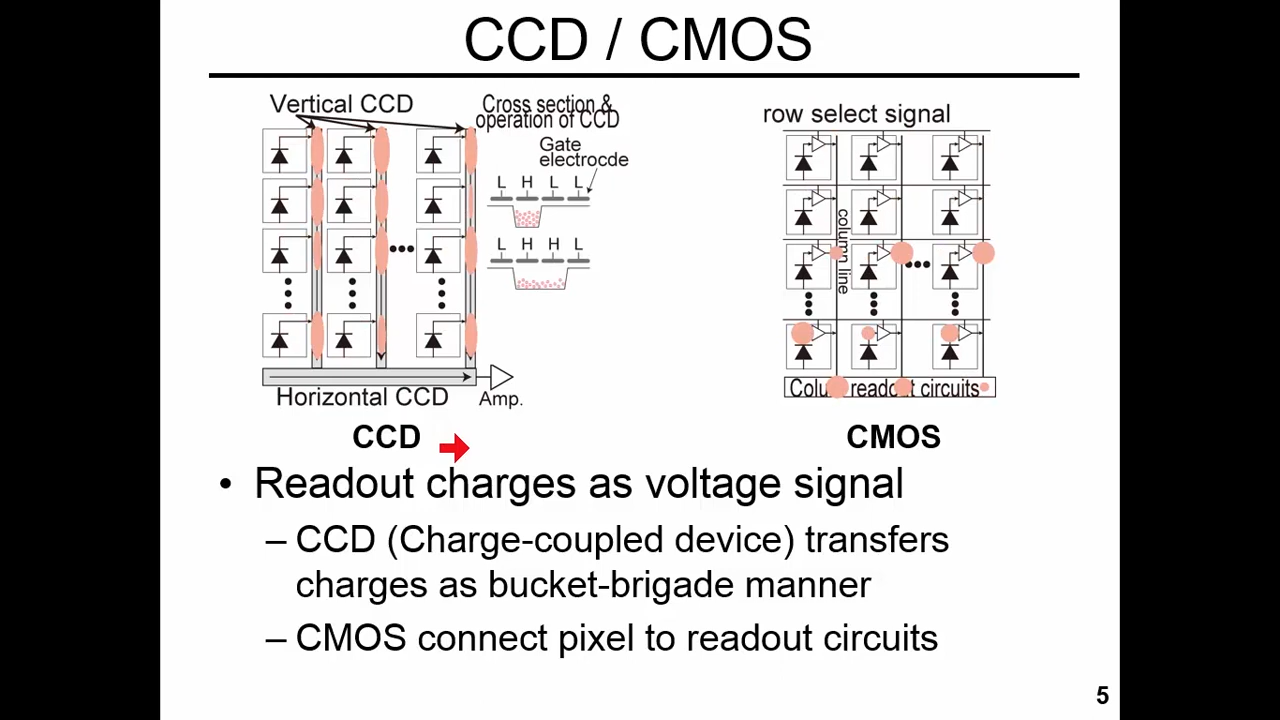 CCD / CMOS
Vertical CCD
Cross section &
operation of CCD
Gate
electrocde
L H L L
L H H L
Horizontal CCD
Amp.
CCD
row select signal
column line
readout circuits
CMOS
• Readout charges as voltage signal
– CCD (Charge-coupled device) transfers
charges as bucket-brigade manner
– CMOS connect pixel to readout circuits
5